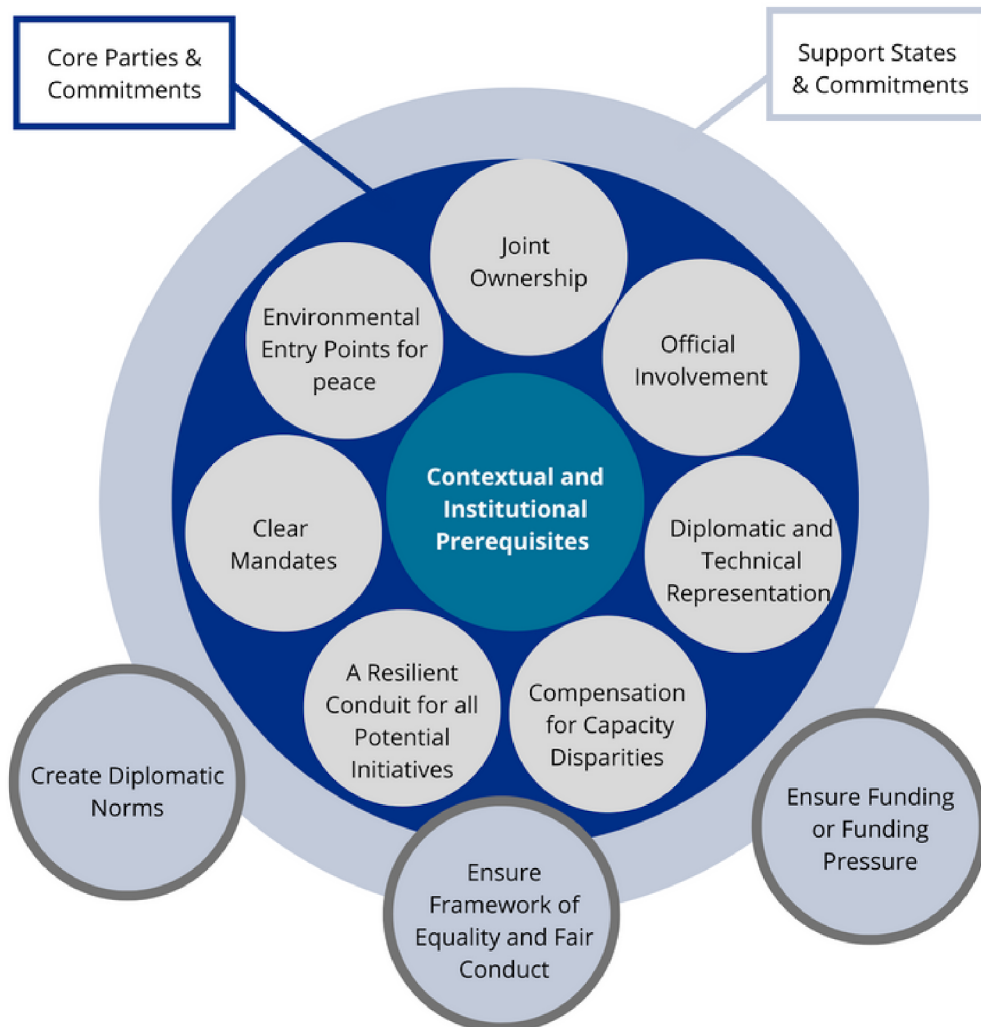 Core Parties &
Commitments
Support States
& Commitments
Joint
Ownership
Environmental
Entry Points for
peace
Official
Involvement
Contextual and
Institutional
Prerequisites
Clear
Mandates
Diplomatic and
Technical
Representation
A Resilient
Conduit for all
Potential
Initiatives
Compensation
for Capacity
Disparities
Create Diplomatic
Norms
Ensure
Framework of
Equality and Fair
Conduct
Ensure Funding
or Funding
Pressure